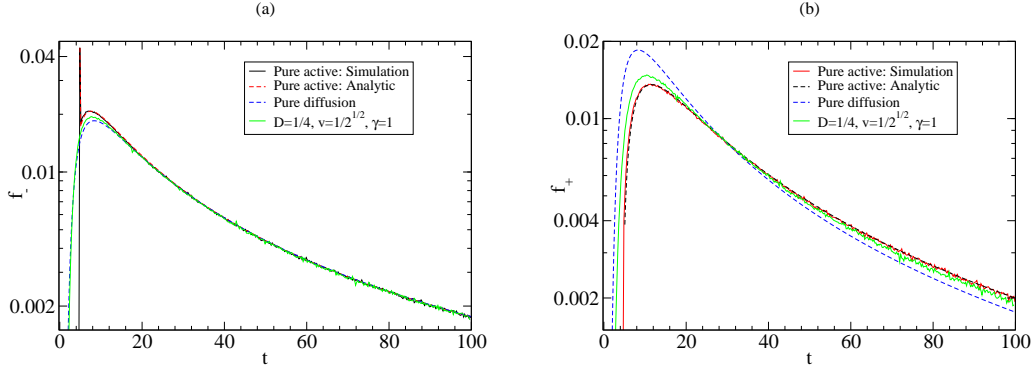 (a)
0.04
0.01
0.002
f_-
0 20 40 60 80 100
t
Pure active: Simulation
Pure active: Analytic
Pure diffusion
D=1/4, v=1/2^{1/2}, γ=1
(b)
0.02
0.01
0.004
0.002
f_+
0 20 40 60 80 100
t
Pure active: Simulation
Pure active: Analytic
Pure diffusion
D=1/4, v=1/2^{1/2}, γ=1